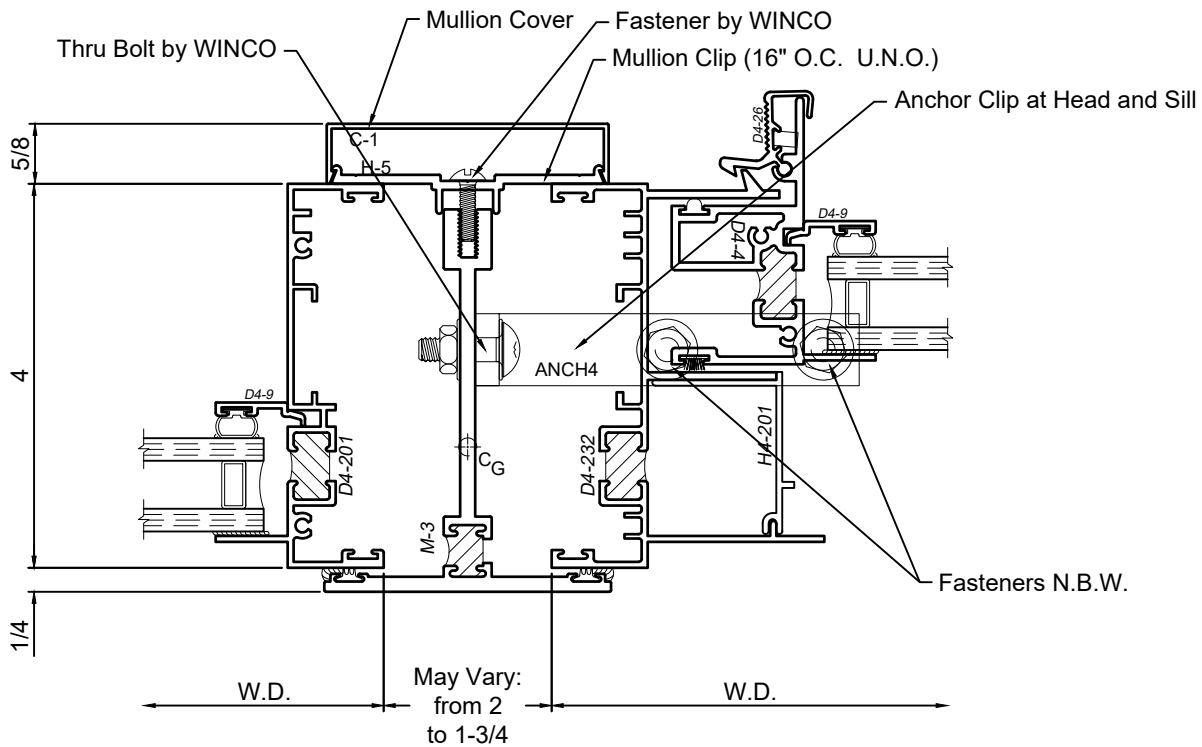 Mullion Cover
Fastener by WINCO
Thru Bolt by WINCO
Mullion Clip (16" O.C.  U.N.O.)
Anchor Clip at Head and Sill
5/8
C-1
H-5
D4-26
D4-9
D4-4
4
ANCH4
D4-9
D4-201
CG
D4-232
H4-201
M-3
Fasteners N.B.W.
1/4
W.D.
May Vary:
from 2
to 1-3/4
W.D.